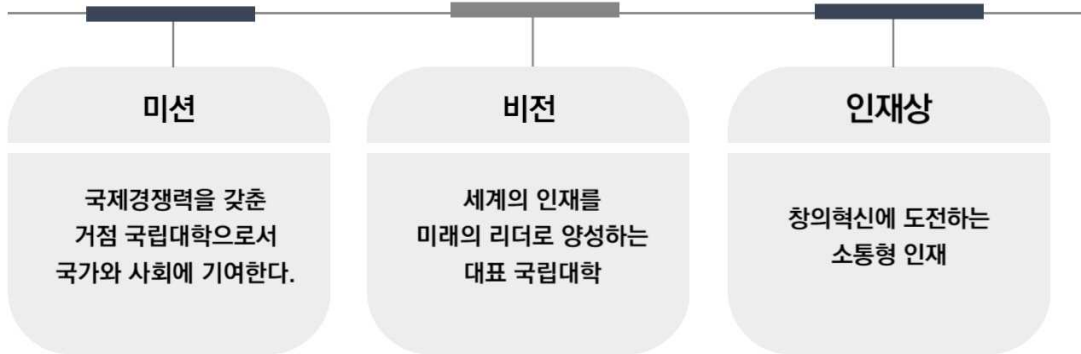 미션
국제경쟁력을 갖춘
거점 국립대학으로서
국가와 사회에 기여한다.
비전
세계의 인재를
미래의 리더로 양성하는
대표 국립대학
인재상
창의혁신에 도전하는
소통형 인재